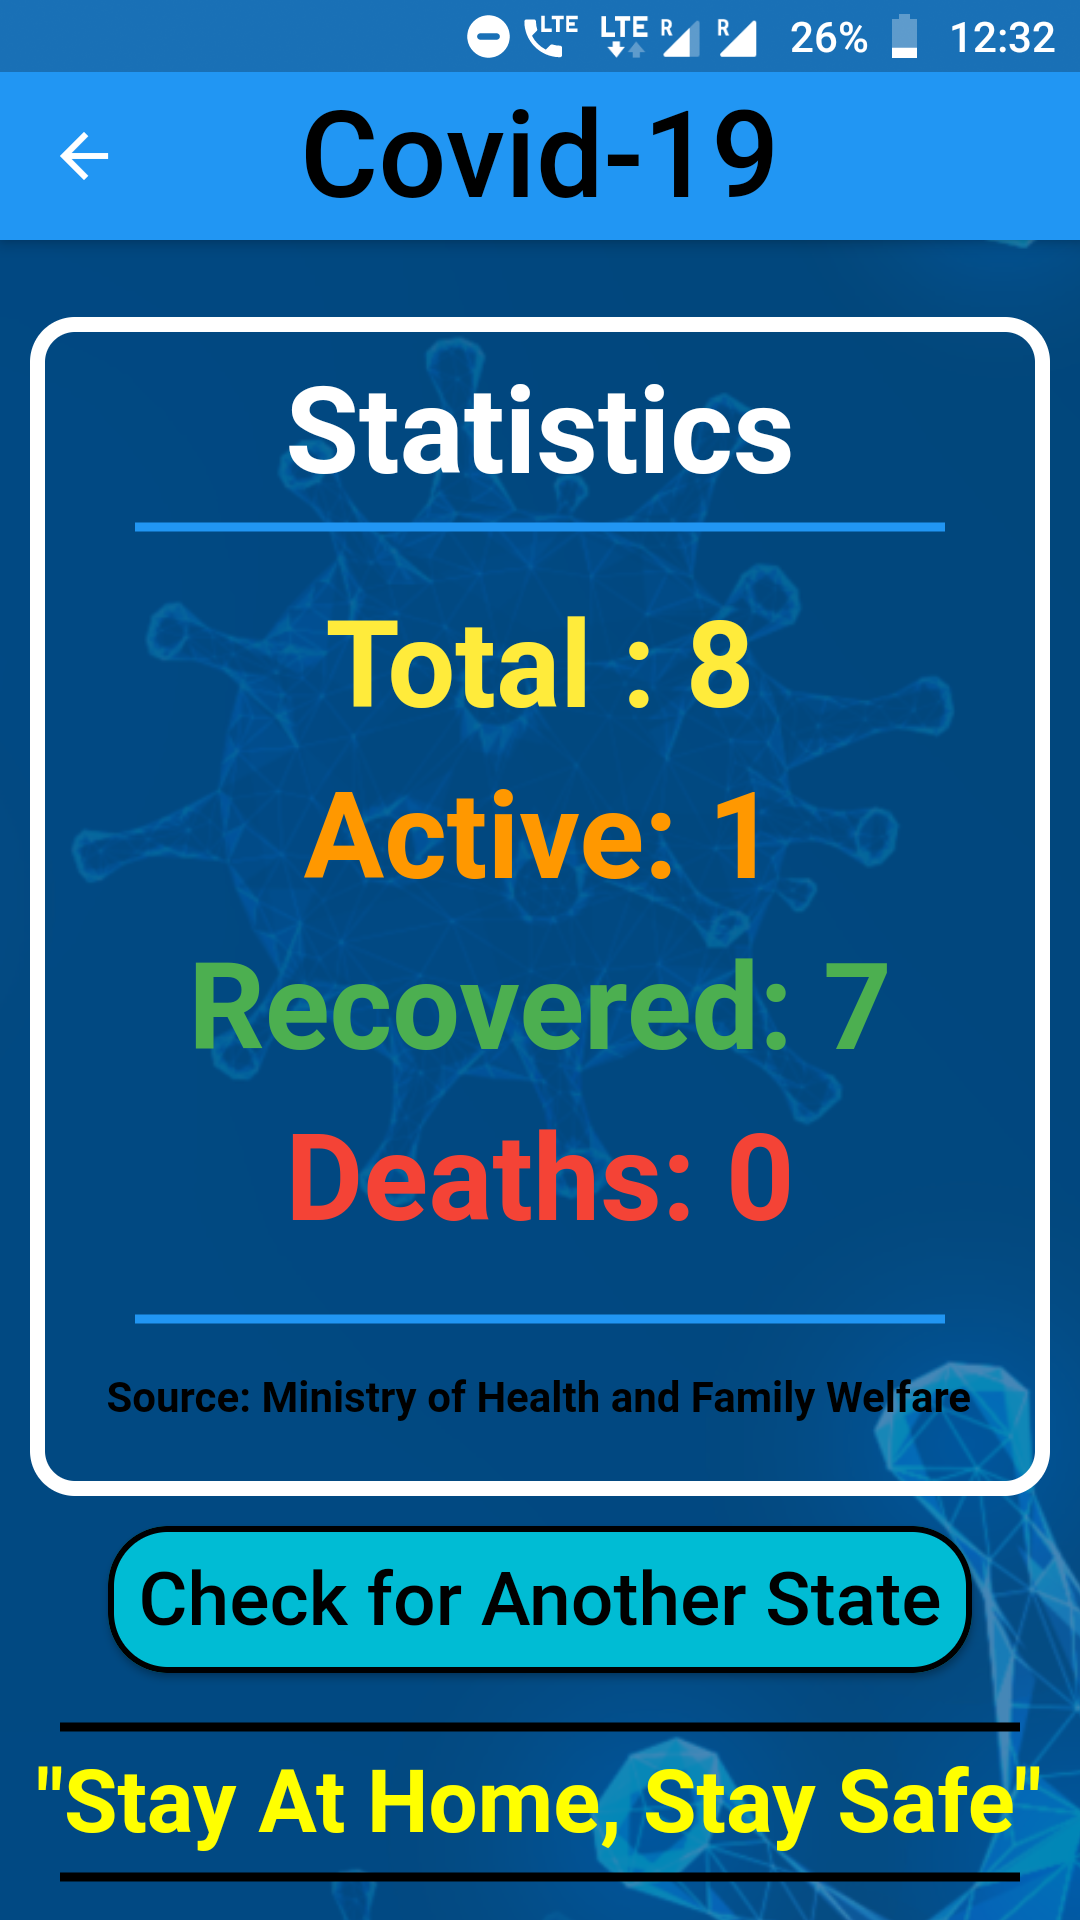 LTE LTE R R 26% 12:32
Covid-19
Statistics
Total : 8
Active: 1
Recovered: 7
Deaths: 0
Source: Ministry of Health and Family Welfare
Check for Another State
"Stay At Home, Stay Safe"